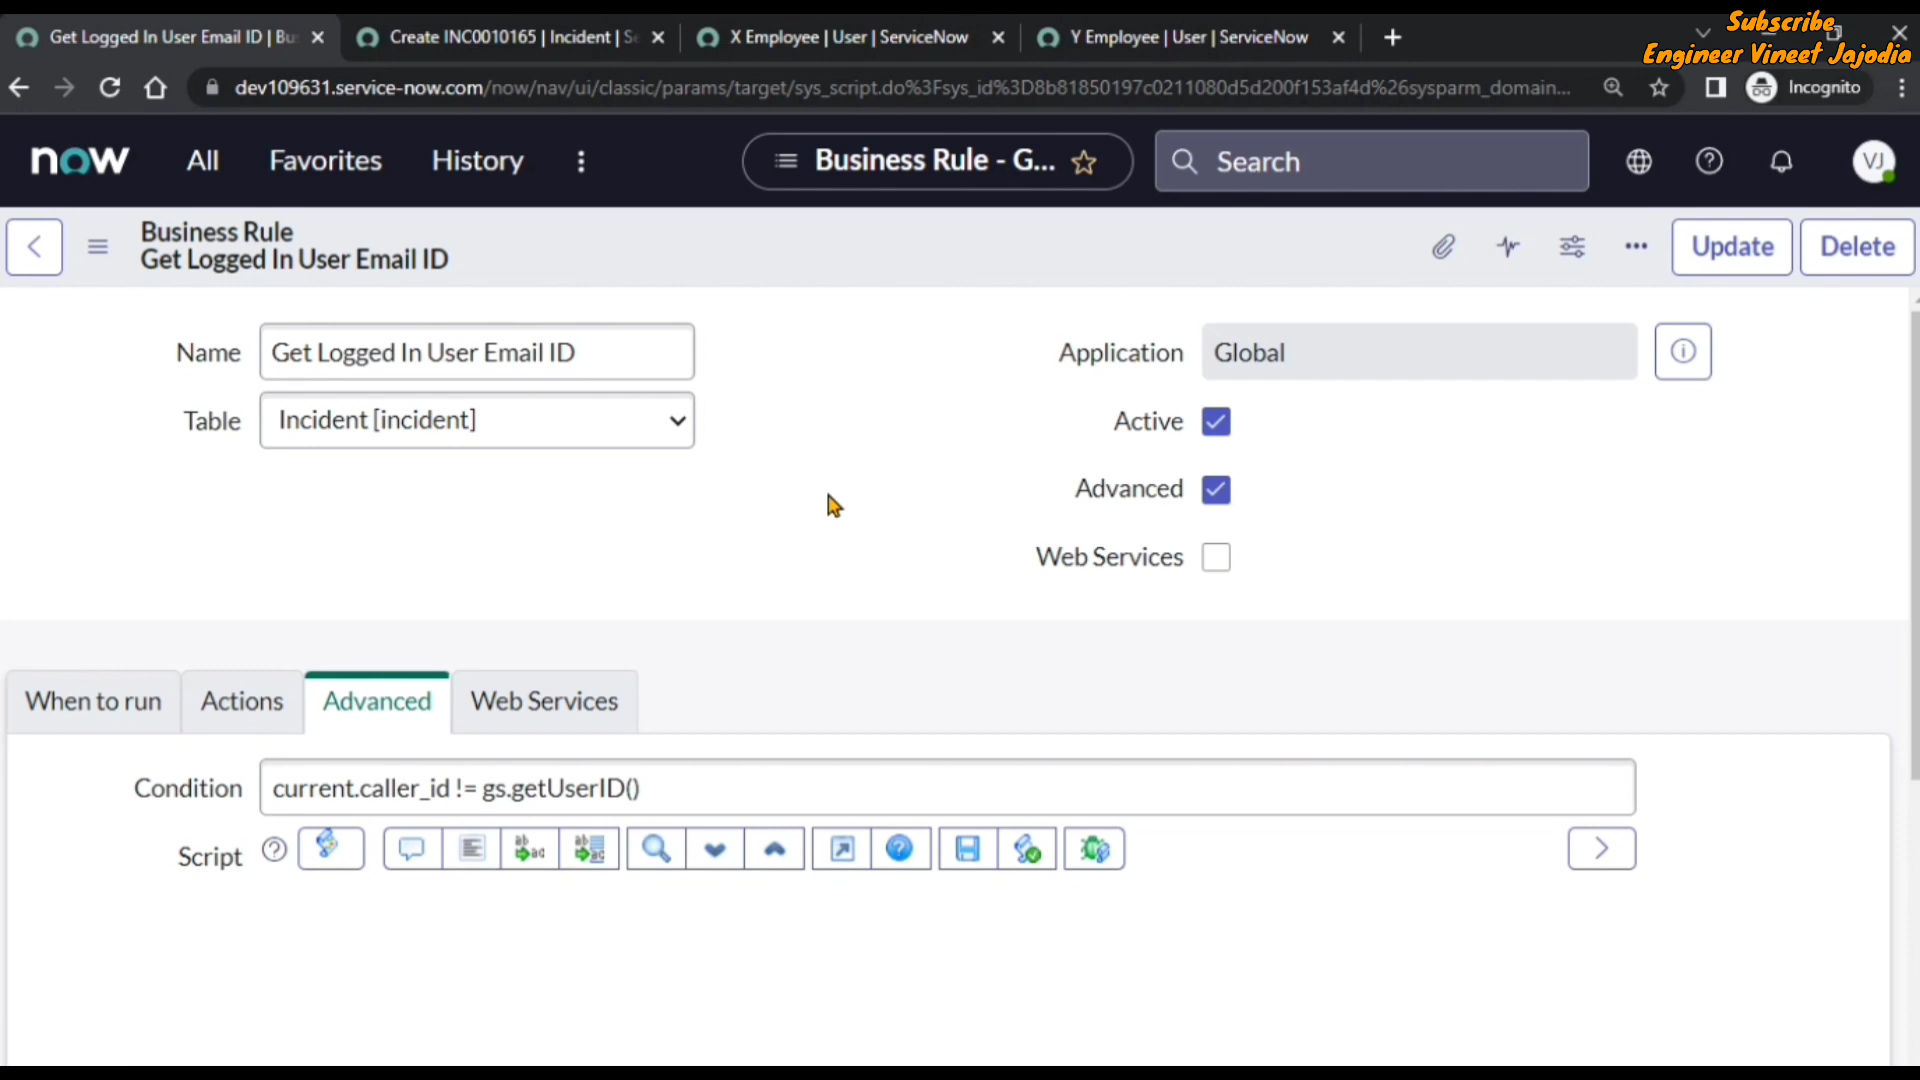 Subscribe
Engineer Vineet Jajodia
Get Logged In User Email ID | Bu
Create INC0010165 | Incident | S
X Employee | User | ServiceNow
Y Employee | User | ServiceNow
dev109631.service-now.com/now/nav/ui/classic/params/target/sys_script.do%3Fsys_id%3D8b81850197c0211080d5d200f153af4d%26sysparm_domain...
Incognito
now
All
Favorites
History
Business Rule - G...
Search
VJ
Business Rule
Get Logged In User Email ID
Update
Delete
Name
Get Logged In User Email ID
Application
Global
Table
Incident [incident]
Active
Advanced
Web Services
When to run
Actions
Advanced
Web Services
Condition
current.caller_id != gs.getUserID()
Script